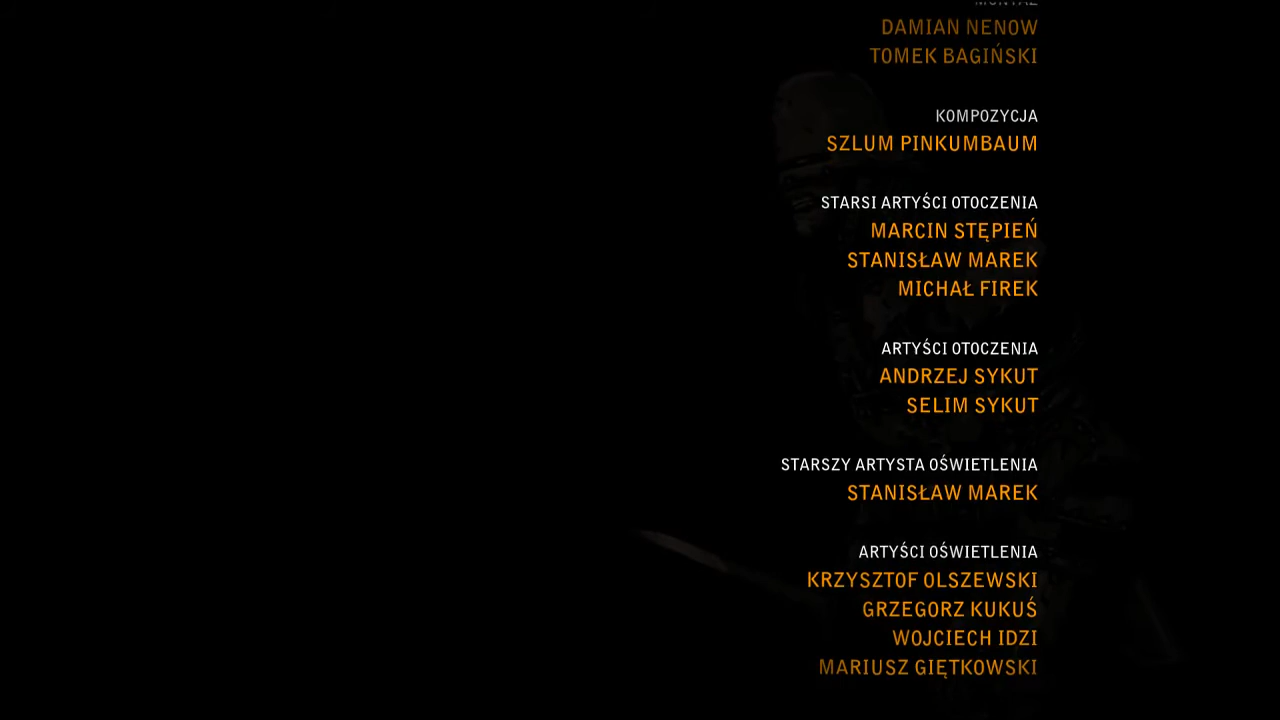 DAMIAN NENOW
TOMEK BAGIŃSKI
KOMPOZYCJA
SZLUM PINKUMBAUM
STARSI ARTYŚCI OTOCZENIA
MARCIN STĘPIEŃ
STANISŁAW MAREK
MICHAŁ FIREK
ARTYŚCI OTOCZENIA
ANDRZEJ SYKUT
SELIM SYKUT
STARSZY ARTYSTA OŚWIETLENIA
STANISŁAW MAREK
ARTYŚCI OŚWIETLENIA
KRZYSZTOF OLSZEWSKI
GRZEGORZ KUKUŚ
WOJCIECH IDZI
MARIUSZ GIĘTKOWSKI